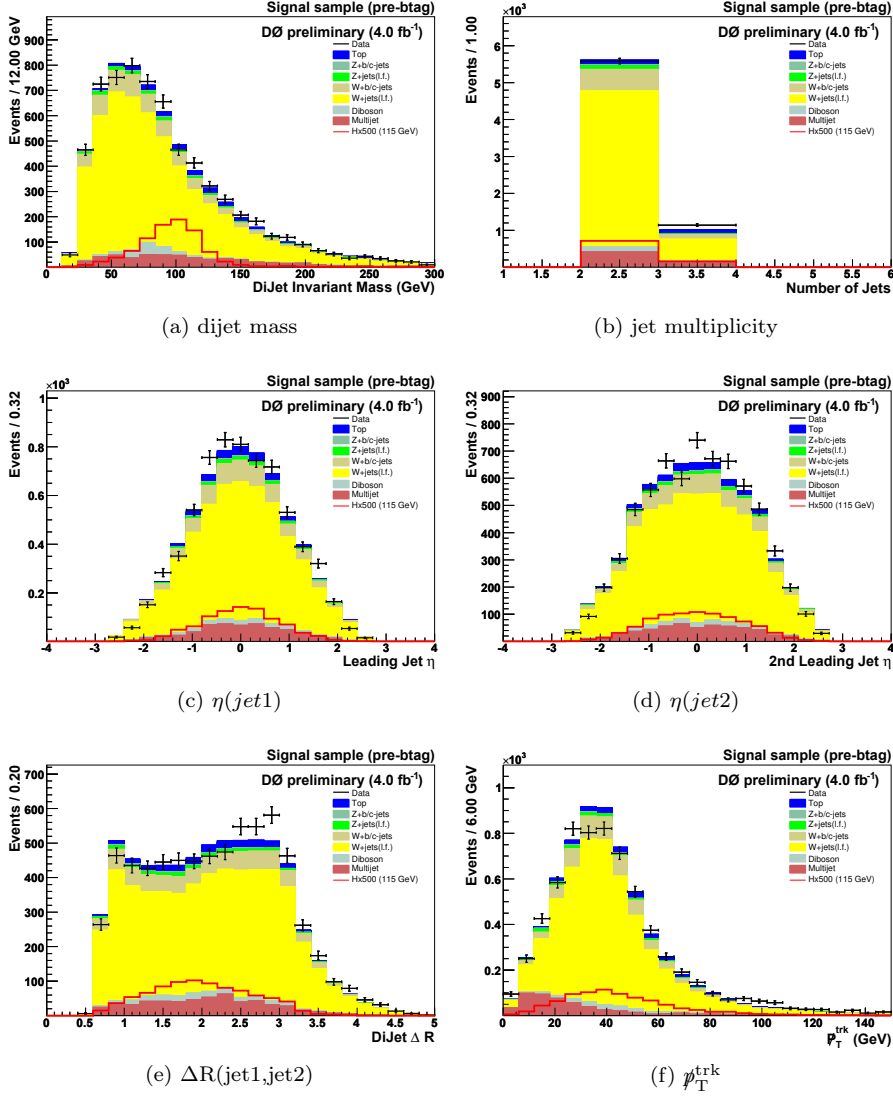 Signal sample (pre-btag)
Events / 12.00 GeV
DØ preliminary (4.0 fb⁻¹)
Data
Top
Z+b/c-jets
Z+jets(l.f.)
W+b/c-jets
W+jets(l.f.)
Diboson
Multijet
Hx500 (115 GeV)
900
800
700
600
500
400
300
200
100
0 50 100 150 200 250 300
DiJet Invariant Mass (GeV)
(a) dijet mass
×10³
Signal sample (pre-btag)
Events / 1.00
DØ preliminary (4.0 fb⁻¹)
Data
Top
Z+b/c-jets
Z+jets(l.f.)
W+b/c-jets
W+jets(l.f.)
Diboson
Multijet
Hx500 (115 GeV)
6
5
4
3
2
1
1 1.5 2 2.5 3 3.5 4 4.5 5 5.5 6
Number of Jets
(b) jet multiplicity
×10³
Signal sample (pre-btag)
Events / 0.32
DØ preliminary (4.0 fb⁻¹)
Data
Top
Z+b/c-jets
Z+jets(l.f.)
W+b/c-jets
W+jets(l.f.)
Diboson
Multijet
Hx500 (115 GeV)
1
0.8
0.6
0.4
0.2
-4 -3 -2 -1 0 1 2 3 4
Leading Jet η
(c) η(jet1)
Signal sample (pre-btag)
Events / 0.32
DØ preliminary (4.0 fb⁻¹)
Data
Top
Z+b/c-jets
Z+jets(l.f.)
W+b/c-jets
W+jets(l.f.)
Diboson
Multijet
Hx500 (115 GeV)
900
800
700
600
500
400
300
200
100
-4 -3 -2 -1 0 1 2 3 4
2nd Leading Jet η
(d) η(jet2)
Signal sample (pre-btag)
Events / 0.20
DØ preliminary (4.0 fb⁻¹)
Data
Top
Z+b/c-jets
Z+jets(l.f.)
W+b/c-jets
W+jets(l.f.)
Diboson
Multijet
Hx500 (115 GeV)
700
600
500
400
300
200
100
0 0.5 1 1.5 2 2.5 3 3.5 4 4.5 5
DiJet Δ R
(e) ΔR(jet1,jet2)
×10³
Signal sample (pre-btag)
Events / 6.00 GeV
DØ preliminary (4.0 fb⁻¹)
Data
Top
Z+b/c-jets
Z+jets(l.f.)
W+b/c-jets
W+jets(l.f.)
Diboson
Multijet
Hx500 (115 GeV)
1
0.8
0.6
0.4
0.2
0 20 40 60 80 100 120 140
p̸_T^trk (GeV)
(f) p̸_T^trk